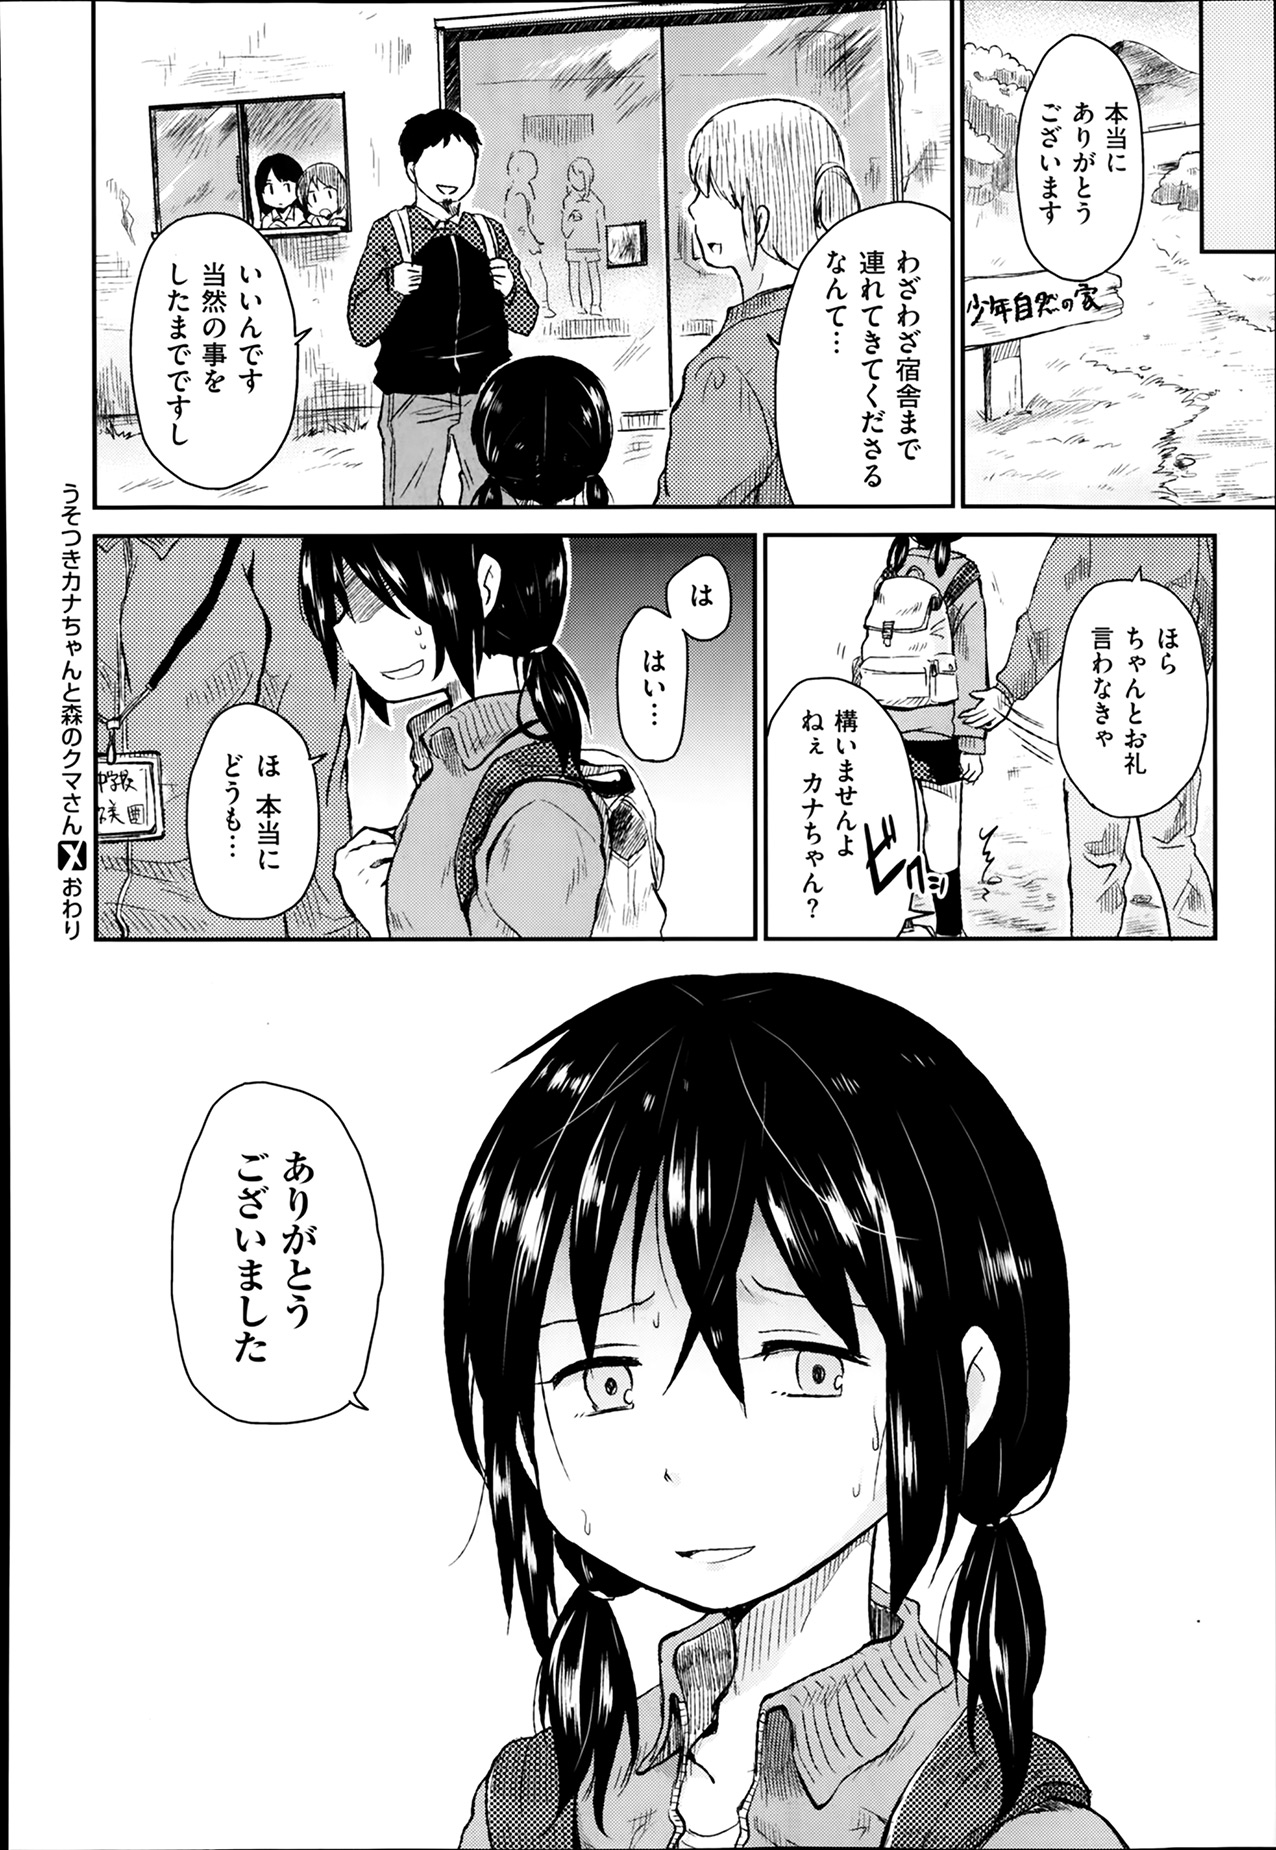 本当に
ありがとう
ございます
少年自然の家
わざわざ宿舎まで
連れてきてくださる
なんて…
いいんです
当然の事を
したまでですし
ほら
ちゃんとお礼
言わなきゃ
構いませんよ
ねぇ カナちゃん?
ビクッ
は
はい…
ほ 本当に
どうも…
中学校
ありがとう
ございました
うそつきカナちゃんと森のクマさん X おわり